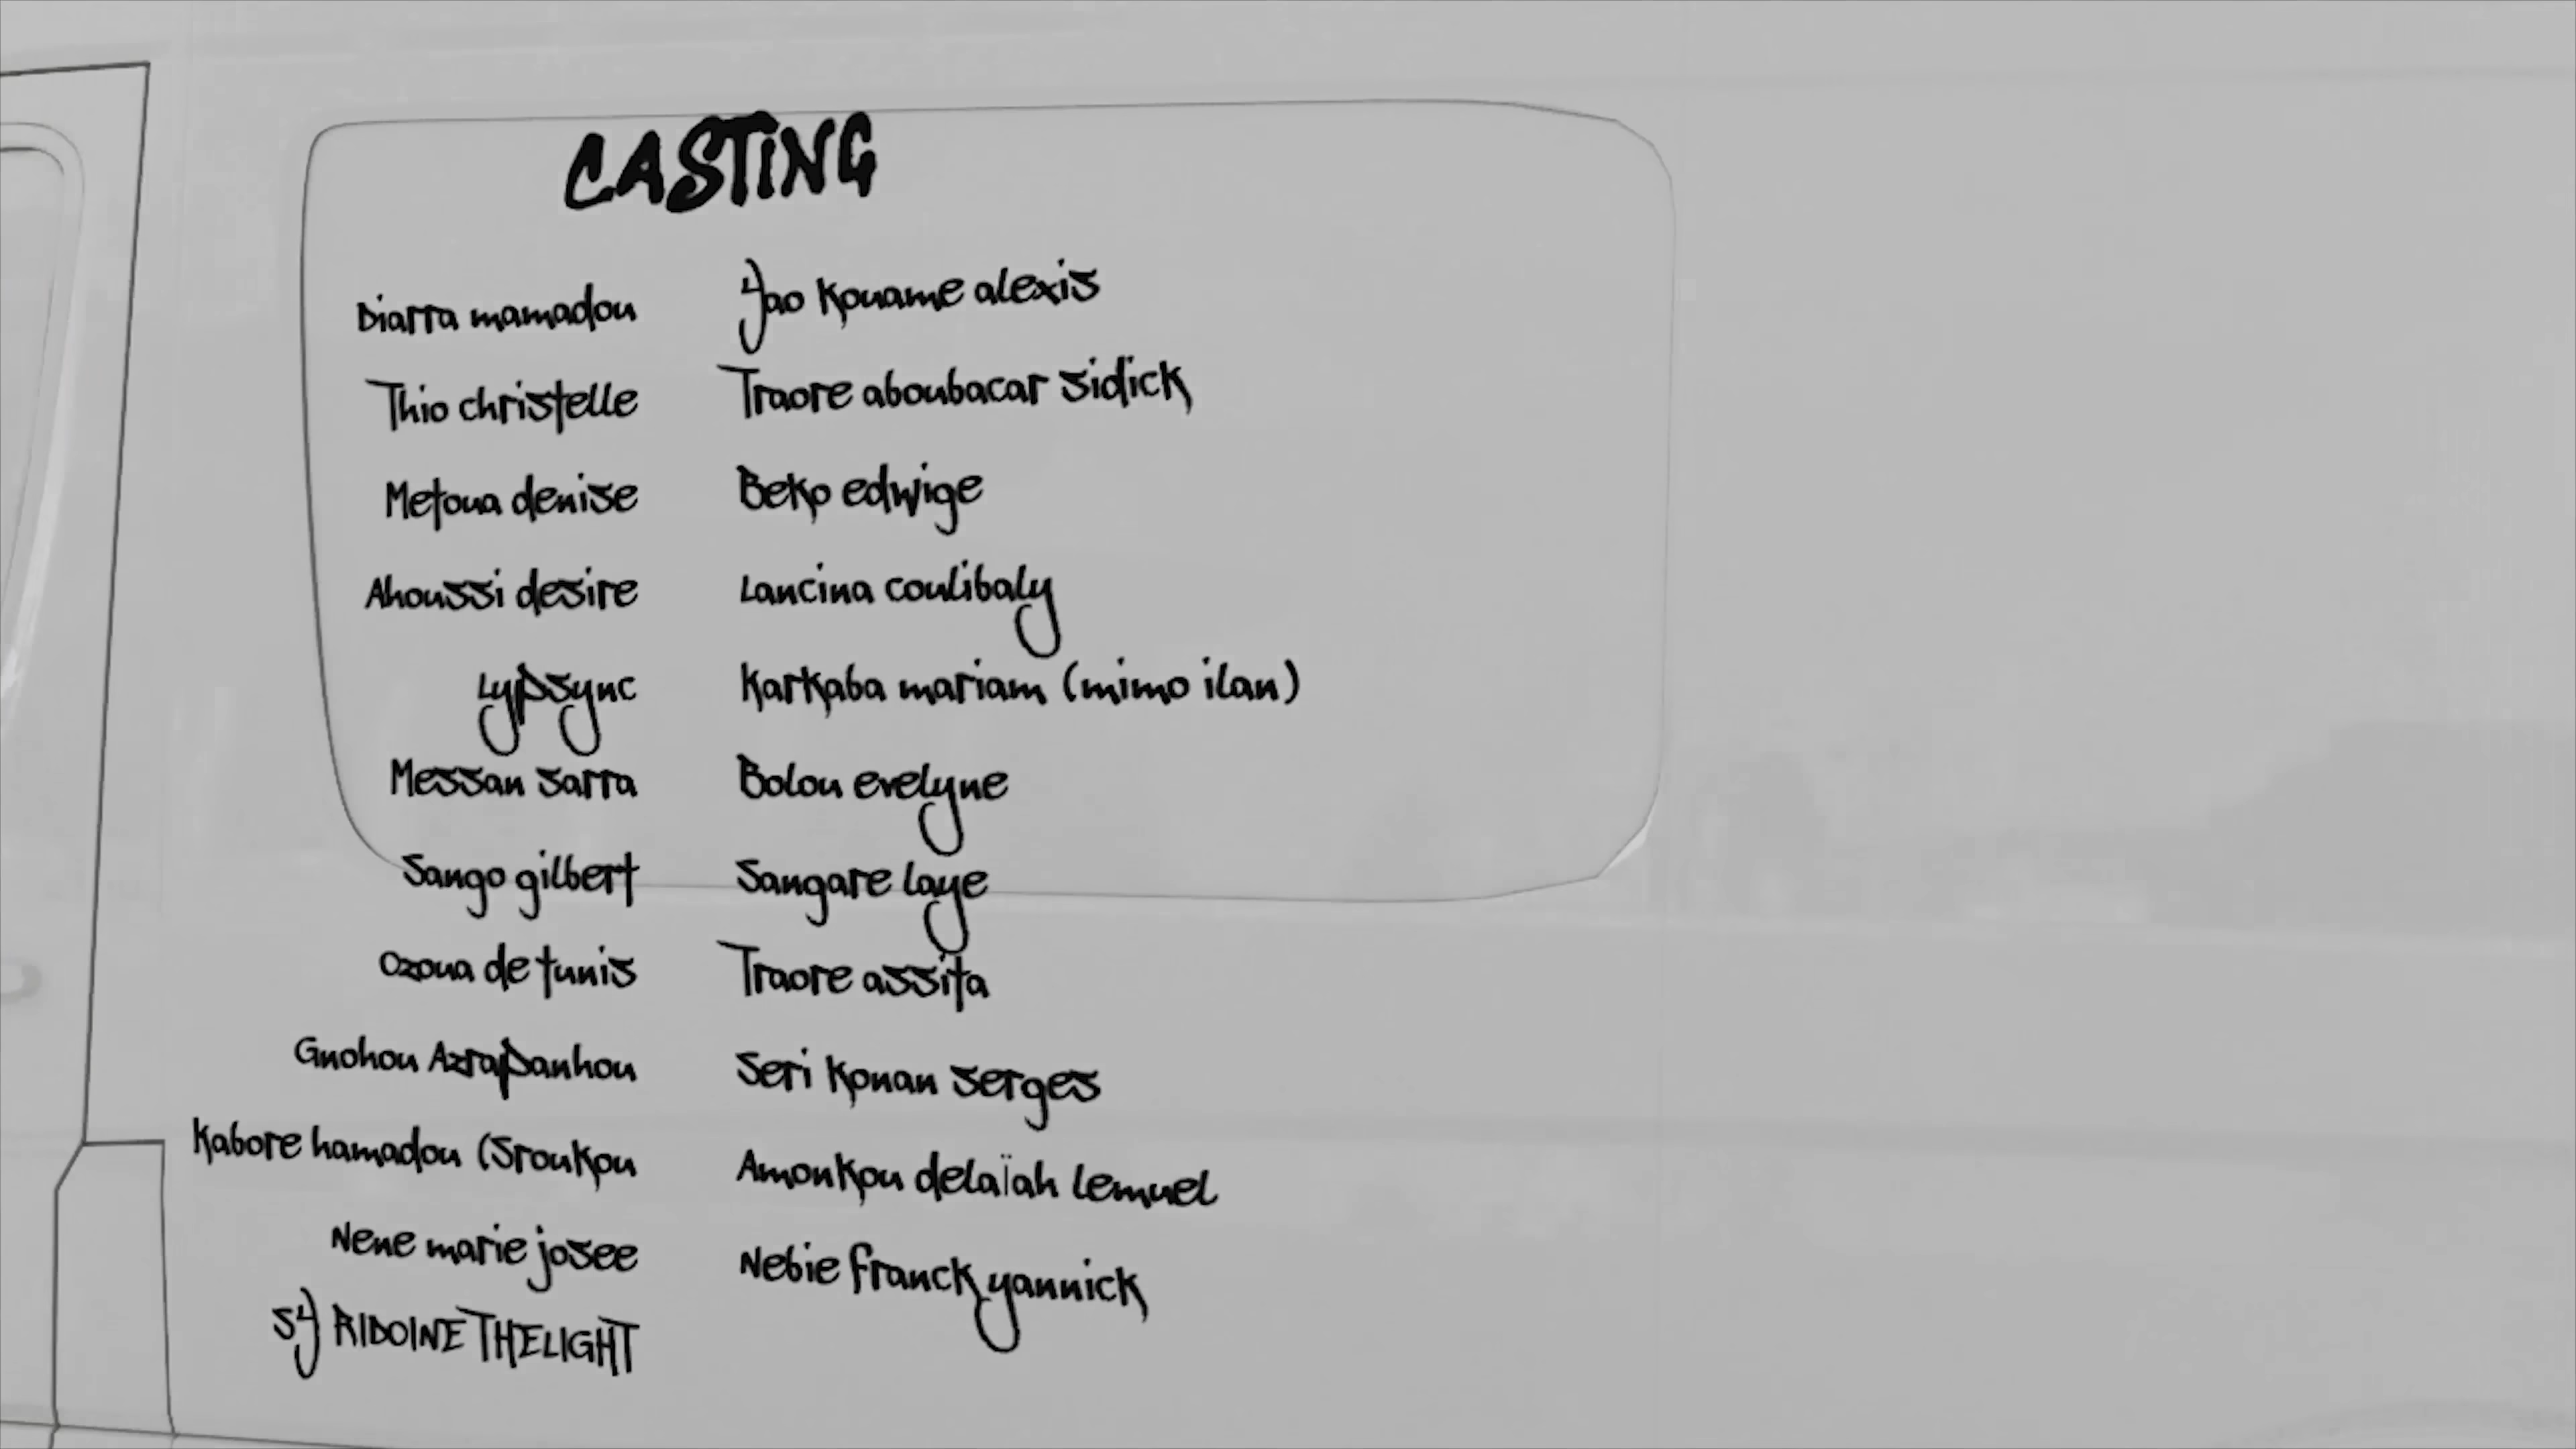 CASTING
Diarra mamadou
Thio christelle
Metoua denise
Ahoussi desire
Lypsync
Messan sarra
Sango gilbert
Ozoua de tunis
Gnohou Azrapanhou
Kabore hamadou (Sroukou
Nene marie josee
SY RIDOINE THELIGHT
Yao Kouame alexis
Traore aboubacar sidick
Beko edwige
Lancina coulibaly
Karkaba mariam (mimo ilan)
Bolou evelyne
Sangare laye
Traore assita
Seri Konan serges
Amonkou delaïah lemuel
Nebie franck yannick